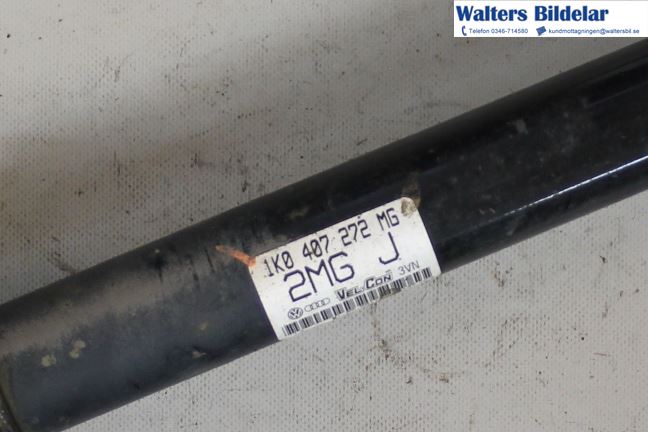 Walters Bildelar
Telefon 0346-714580 kundmottagningen@waltersbil.se
1K0 407 272 MG
2MG J
VEL.CON 3VN